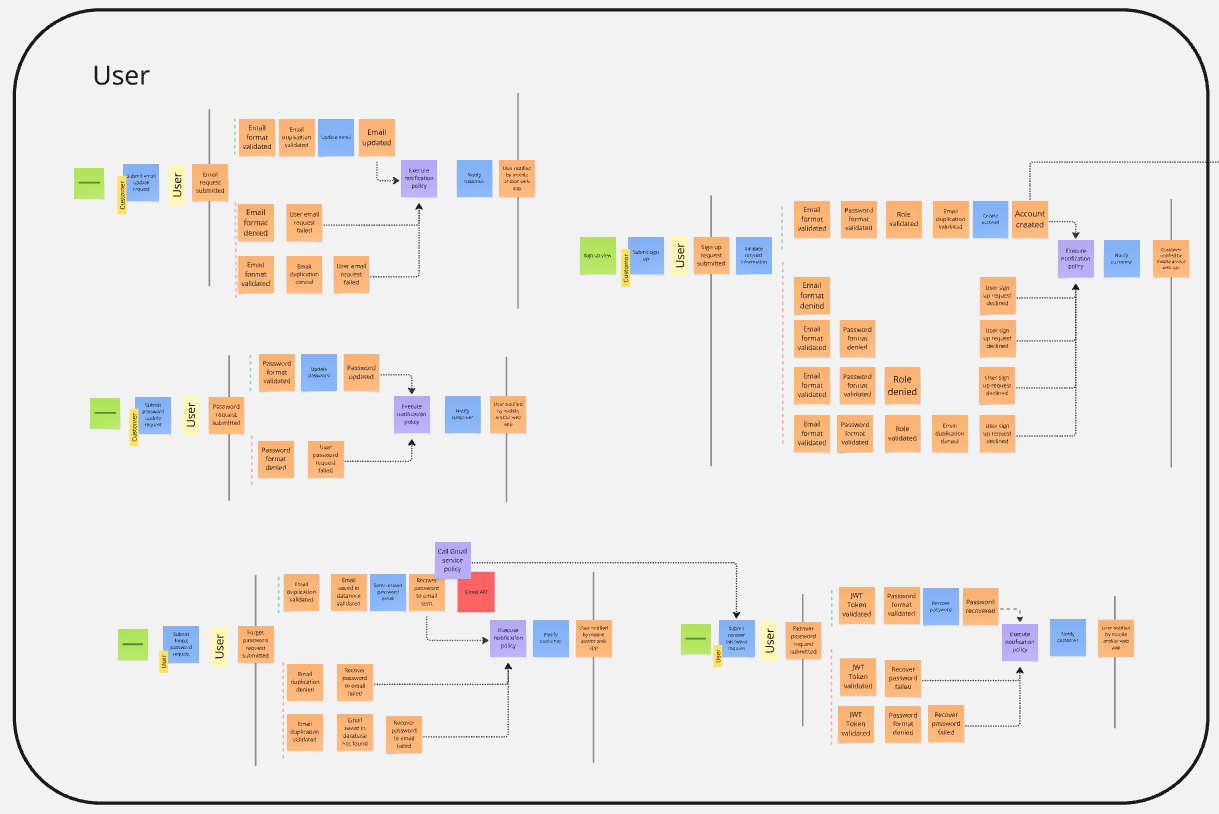 User
Email
format
validated
Email
duplication
validated
Update email
Email
updated
Customer
Submit email
update
request
User
Email
request
submitted
Execute
notification
policy
Notify
customer
User notified
by mobile
and/or web
app
Email
format
denied
User email
request
failed
Email
format
validated
Email
duplication
denied
User email
request
failed
Sign up view
Customer
Submit sign
up
User
Sign up
request
submitted
Validate
request
information
Email
format
validated
Password
format
validated
Role
validated
Email
duplication
validated
Create
account
Account
created
Execute
notification
policy
Notify
customer
Customer
notified by
mobile and/or
web app
Email
format
denied
User sign
up request
declined
Email
format
validated
Password
format
denied
User sign
up request
declined
Email
format
validated
Password
format
validated
Role
denied
User sign
up request
declined
Email
format
validated
Password
format
validated
Role
validated
Email
duplication
denied
User sign
up request
declined
Password
format
validated
Update
password
Password
updated
Customer
Submit
password
update
request
User
Password
request
submitted
Execute
notification
policy
Notify
customer
User notified
by mobile
and/or web
app
Password
format
denied
User
password
request
failed
Call Gmail
service
policy
Email
duplication
validated
Email
saved in
database
validated
password
email
Recover
password
to email
sent
Gmail API
User
Submit
forgot
password
request
User
Forget
password
request
submitted
Execute
notification
policy
Notify
customer
User notified
by mobile
and/or web
app
Email
duplication
denied
Recover
password
to email
failed
Email
duplication
validated
Email
saved in
database
not found
Recover
password
to email
failed
User
Submit
recover
password
request
User
Recover
password
request
submitted
JWT
Token
validated
Password
format
validated
Recover
password
Password
recovered
Execute
notification
policy
Notify
customer
User notified
by mobile
and/or web
app
JWT
Token
validated
Recover
password
failed
JWT
Token
validated
Password
format
denied
Recover
password
failed